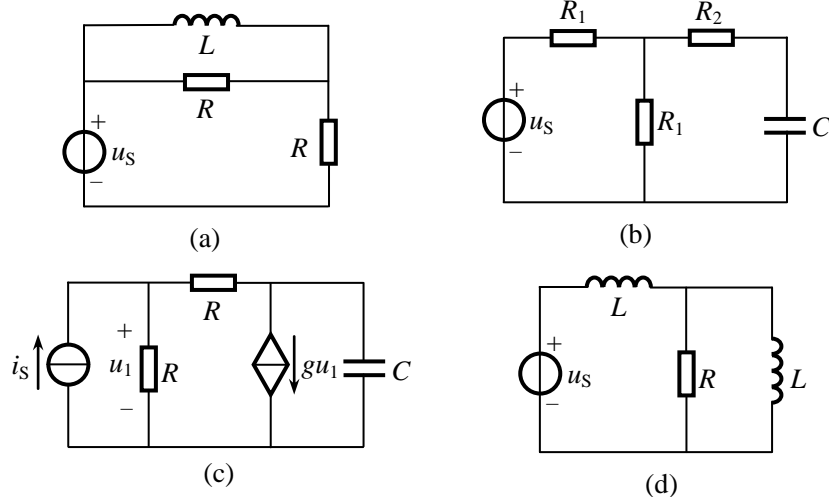 L
R
+
u_S
−
R
(a)
R_1
R_2
+
u_S
−
R_1
C
(b)
R
i_S
+
u_1
−
R
gu_1
C
(c)
L
+
u_S
−
R
L
(d)